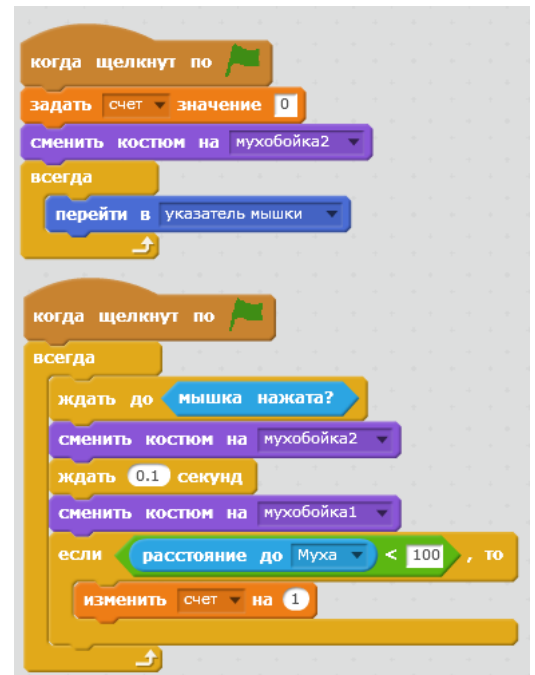 когда щелкнут по
задать счет значение 0
сменить костюм на мухобойка2
всегда
перейти в указатель мышки
когда щелкнут по
всегда
ждать до мышка нажата?
сменить костюм на мухобойка2
ждать 0.1 секунд
сменить костюм на мухобойка1
если расстояние до Муха < 100 , то
изменить счет на 1